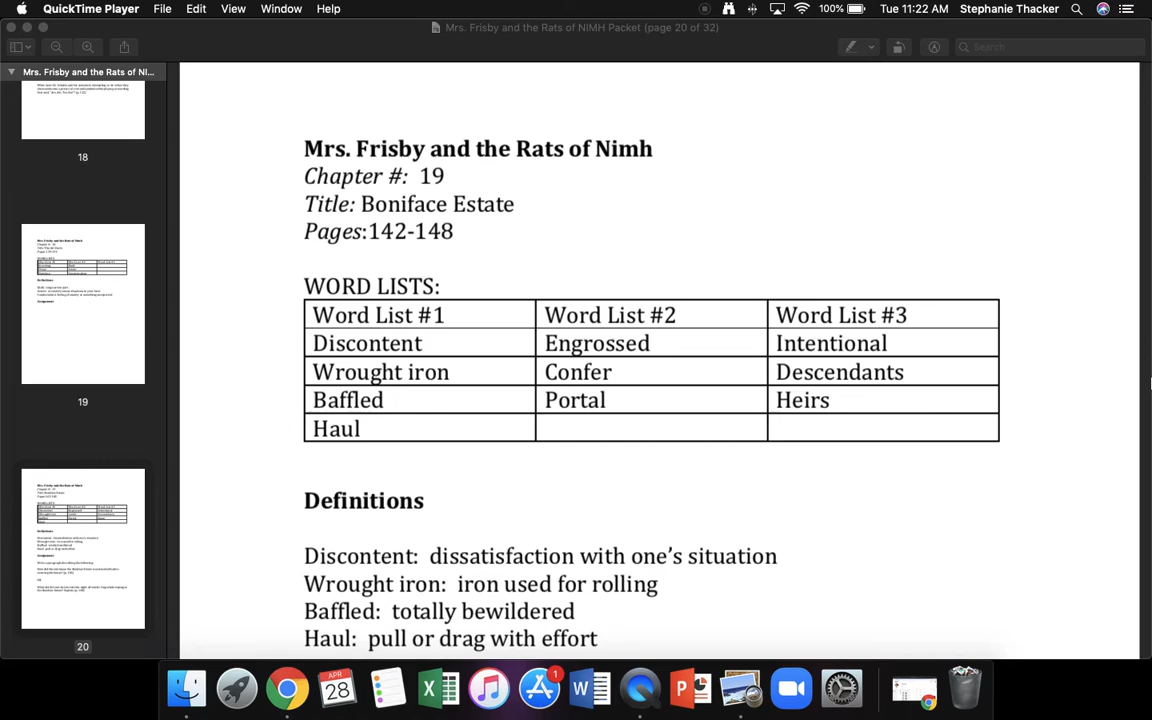 QuickTime Player File Edit View Window Help 100% Tue 11:22 AM Stephanie Thacker
Mrs. Frisby and the Rats of NIMH Packet (page 20 of 32)
Search
Mrs. Frisby and the Rats of NI...
18
19
20
Mrs. Frisby and the Rats of Nimh
Chapter #: 19
Title: Boniface Estate
Pages:142-148
WORD LISTS:
Word List #1 Word List #2 Word List #3
Discontent Engrossed Intentional
Wrought iron Confer Descendants
Baffled Portal Heirs
Haul
Definitions
Discontent: dissatisfaction with one's situation
Wrought iron: iron used for rolling
Baffled: totally bewildered
Haul: pull or drag with effort
APR
28
1